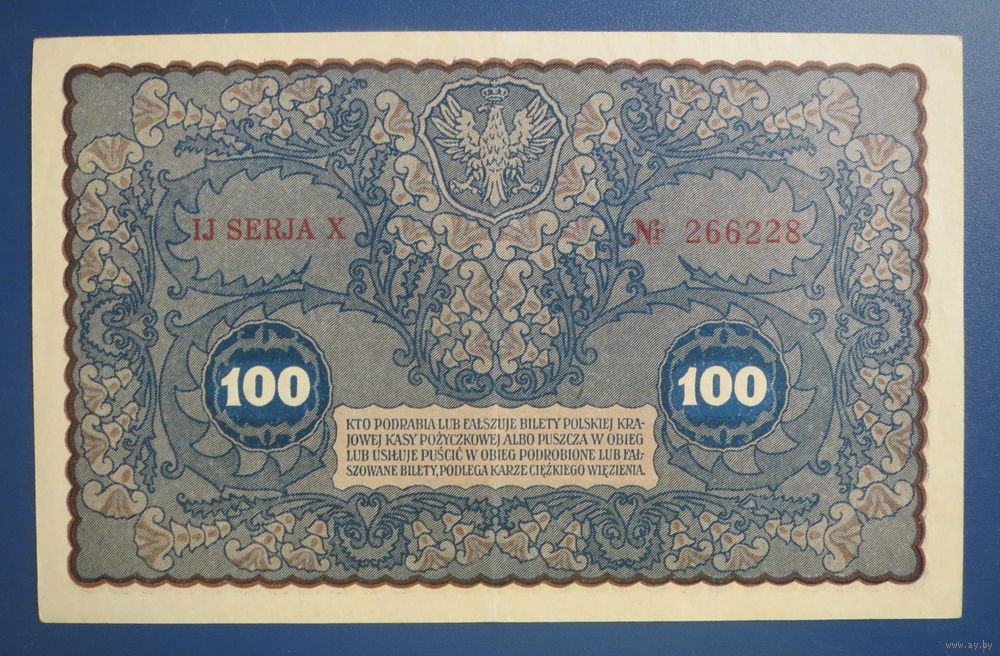 IJ SERJA X
№ 266228
100
100
KTO PODRABIA LUB FAŁSZUJE BILETY POLSKIEJ KRA-
JOWEJ KASY POŻYCZKOWEJ ALBO PUSZCZA W OBIEG
LUB USIŁUJE PUŚCIĆ W OBIEG PODROBIONE LUB FAŁ-
SZOWANE BILETY, PODLEGA KARZE CIĘŻKIEGO WIĘZIENIA.
www.ay.by